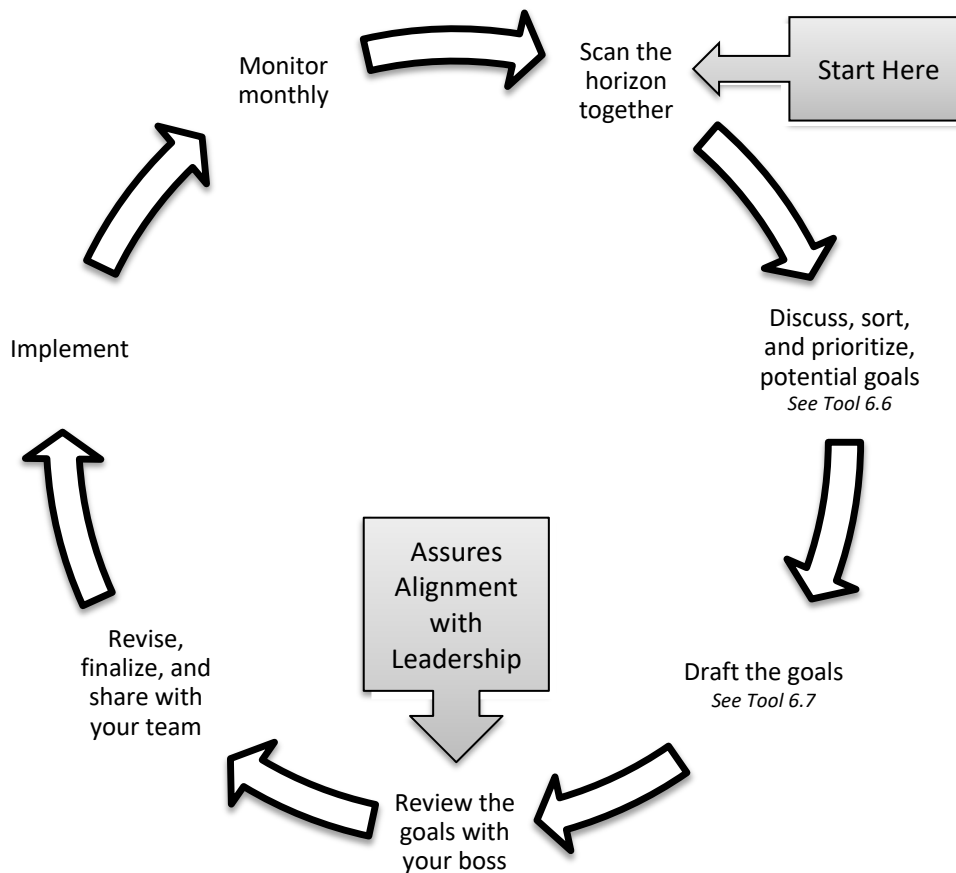 Scan the
horizon
together
Start Here
Discuss, sort,
and prioritize,
potential goals
See Tool 6.6
Draft the goals
See Tool 6.7
Assures
Alignment
with
Leadership
Review the
goals with
your boss
Revise,
finalize, and
share with
your team
Implement
Monitor
monthly